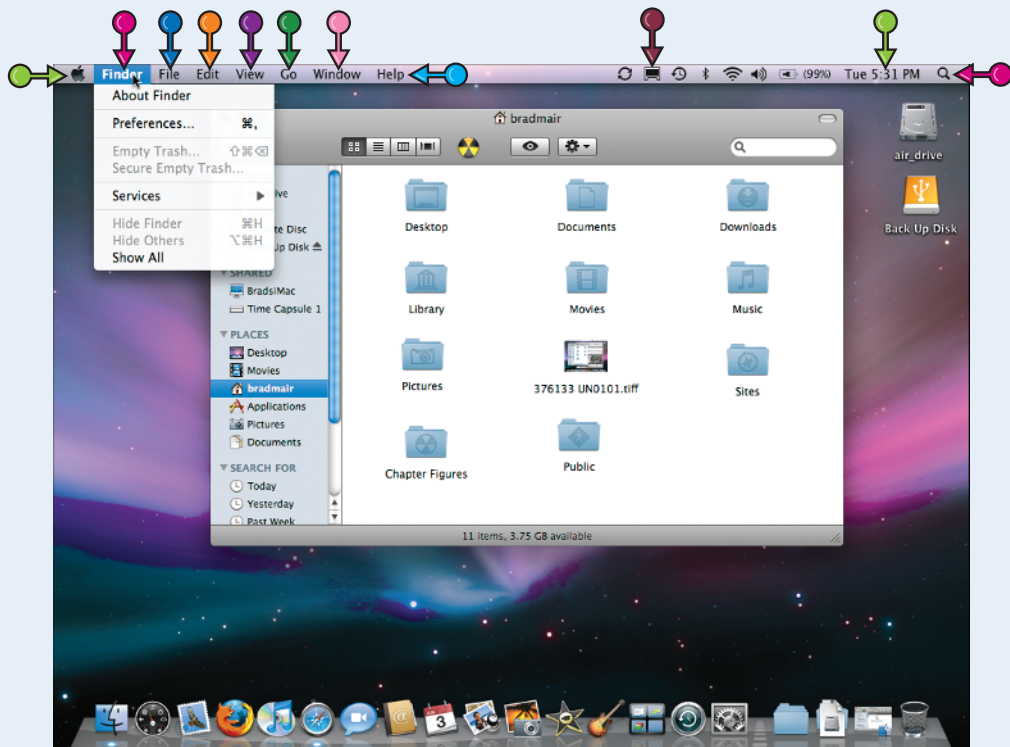 Finder File Edit View Go Window Help (99%) Tue 5:31 PM
About Finder
Preferences... ⌘,
Empty Trash... ⇧⌘⌫
Secure Empty Trash...
Services ▶
Hide Finder ⌘H
Hide Others ⌥⌘H
Show All
bradmair
Disc
Up Disk
SHARED
BradsiMac
Time Capsule 1
PLACES
Desktop
Movies
bradmair
Applications
Pictures
Documents
SEARCH FOR
Today
Yesterday
Past Week
Desktop
Documents
Downloads
Library
Movies
Music
Pictures
376133 UN0101.tiff
Sites
Chapter Figures
Public
11 items, 3.75 GB available
air_drive
Back Up Disk
3